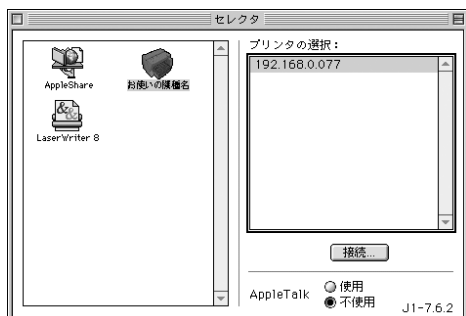 セレクタ
AppleShare
お使いの機種名
LaserWriter 8
プリンタの選択：
192.168.0.077
接続...
AppleTalk
使用
不使用
J1-7.6.2